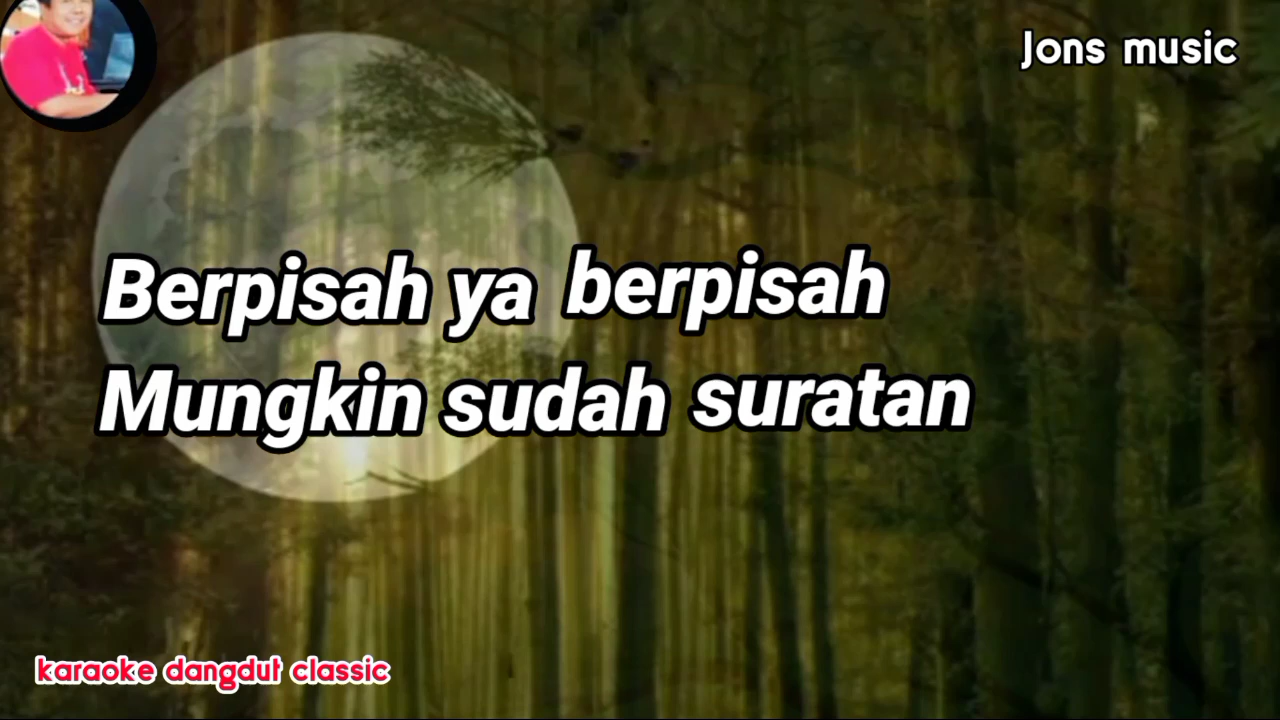 Jons music
Berpisah ya berpisah
Mungkin sudah suratan
karaoke dangdut classic